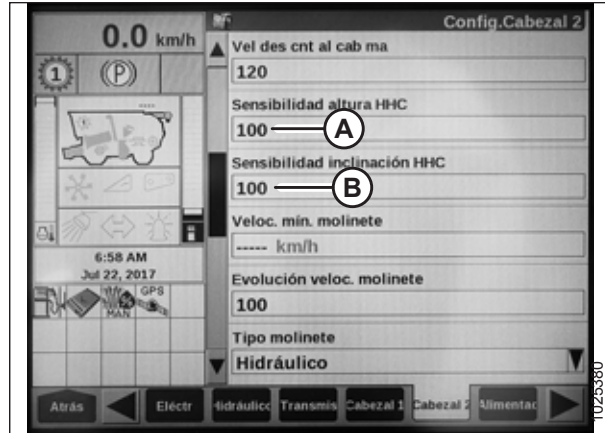 Config.Cabezal 2
0.0 km/h
1
(P)
6:58 AM
Jul 22, 2017
GPS
MAN
Vel des cnt al cab ma
120
Sensibilidad altura HHC
100
A
Sensibilidad inclinación HHC
100
B
Veloc. mín. molinete
----- km/h
Evolución veloc. molinete
100
Tipo molinete
Hidráulico
Atrás
Eléctr
Hidráulico
Transmis
Cabezal 1
Cabezal 2
Alimentac
1025380